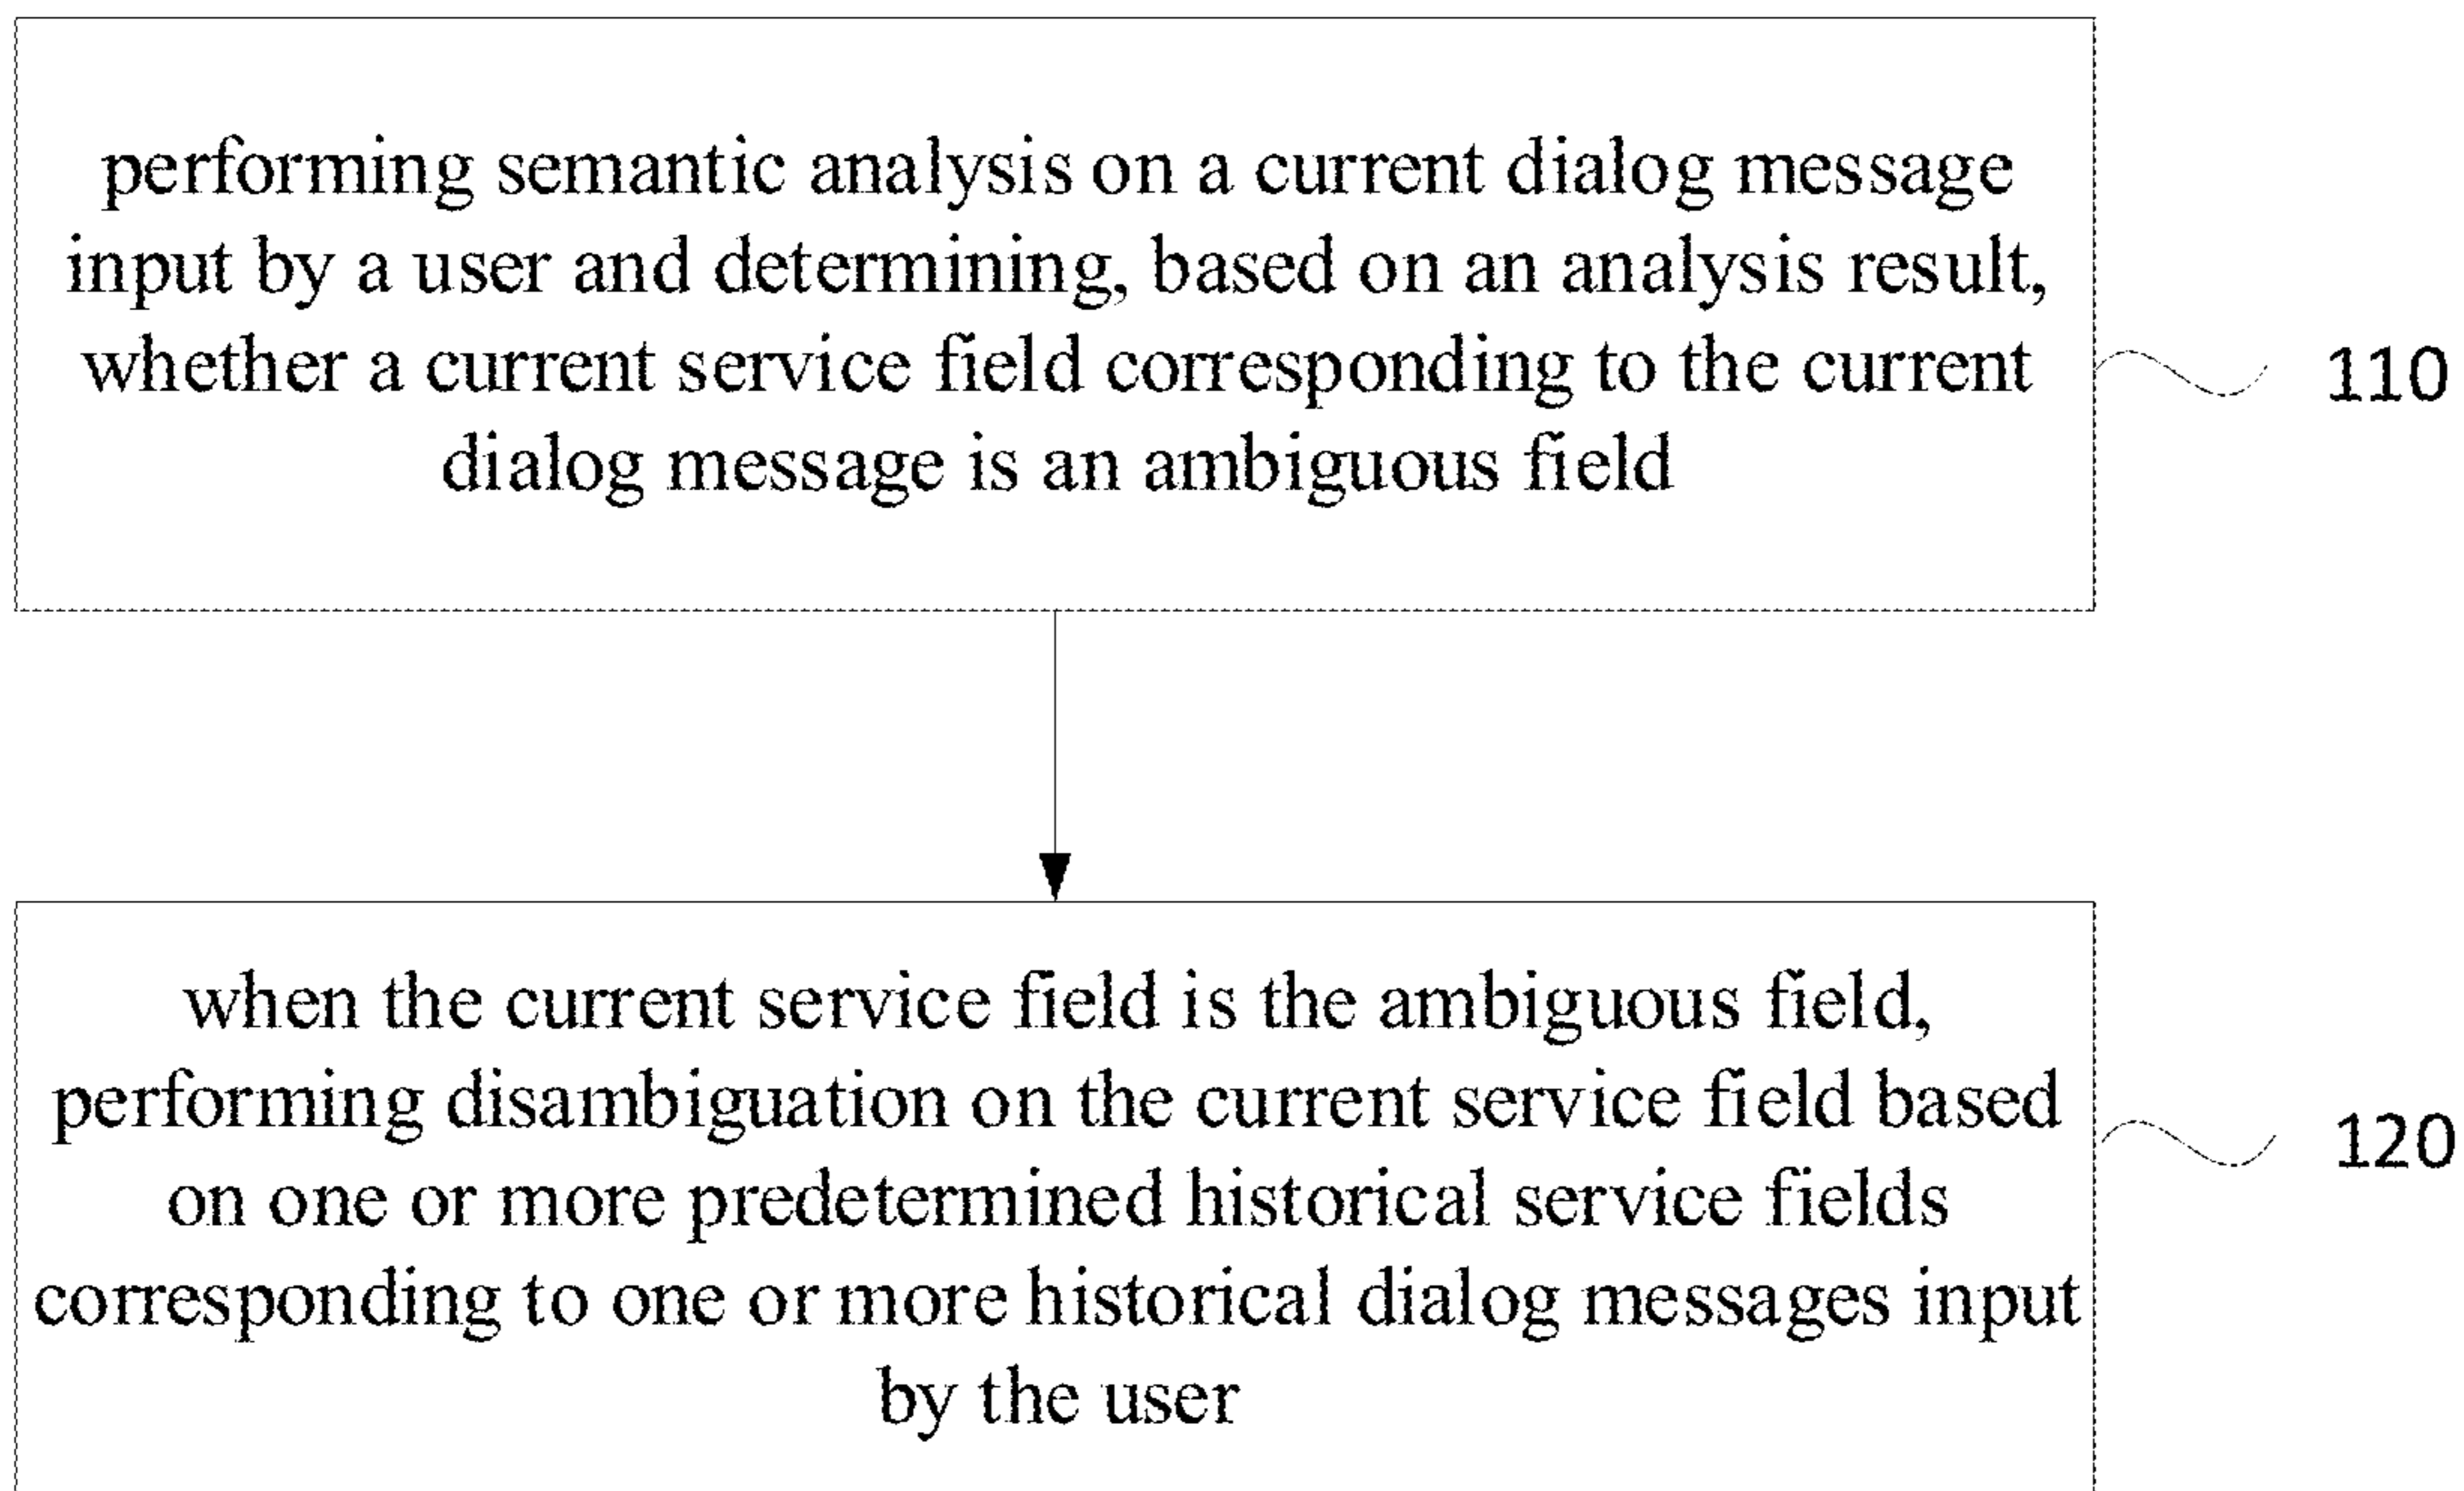 performing semantic analysis on a current dialog message
input by a user and determining, based on an analysis result,
whether a current service field corresponding to the current
dialog message is an ambiguous field
110
when the current service field is the ambiguous field,
performing disambiguation on the current service field based
on one or more predetermined historical service fields
corresponding to one or more historical dialog messages input
by the user
120